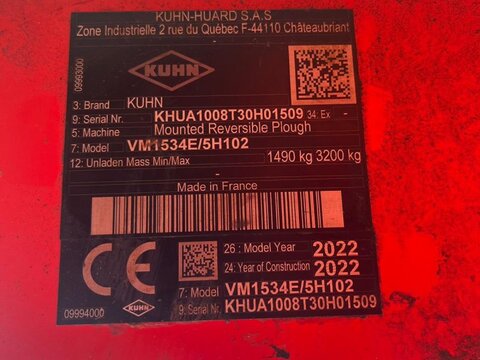 KUHN-HUARD S.A.S
Zone Industrielle 2 rue du Québec F-44110 Châteaubriant
09993000
KUHN
3: Brand KUHN
9: Serial Nr. KHUA1008T30H01509 34: Ex -
5: Machine Mounted Reversible Plough
7: Model VM1534E/5H102
12: Unladen Mass Min/Max 1490 kg 3200 kg
-
Made in France
CE
26: Model Year 2022
24: Year of Construction 2022
7: Model VM1534E/5H102
9: Serial Nr. KHUA1008T30H01509
KUHN
09994000